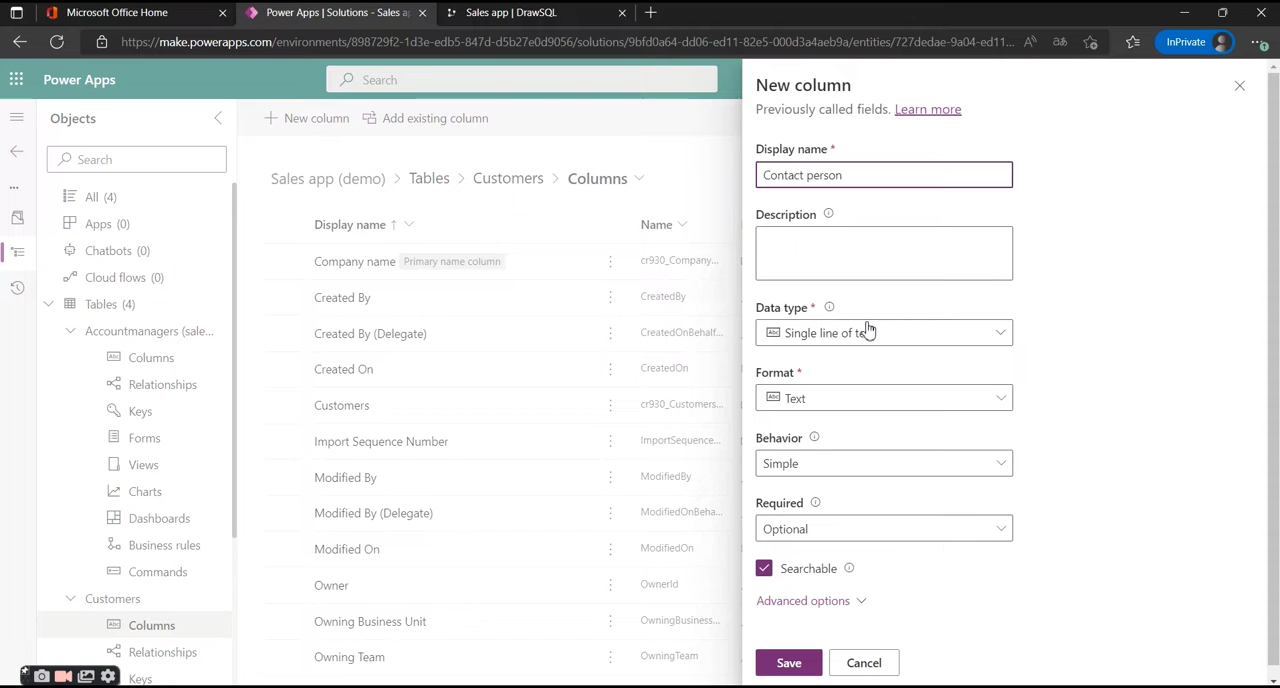 Microsoft Office Home
Power Apps | Solutions - Sales a
Sales app | DrawSQL
https://make.powerapps.com/environments/898729f2-1d3e-edb5-847d-d5b27e0d9056/solutions/9bfd0a64-dd06-ed11-82e5-000d3a4aeb9a/entities/727dedae-9a04-ed11...
InPrivate
Power Apps
Search
Objects
Search
All (4)
Apps (0)
Chatbots (0)
Cloud flows (0)
Tables (4)
Accountmanagers (sale...
Columns
Relationships
Keys
Forms
Views
Charts
Dashboards
Business rules
Commands
Customers
Columns
Relationships
Keys
New column
Add existing column
Sales app (demo) > Tables > Customers > Columns
Display name ↑ Name
Company name Primary name column cr930_Company...
Created By CreatedBy
Created By (Delegate) CreatedOnBehalf...
Created On CreatedOn
Customers cr930_Customers...
Import Sequence Number ImportSequence...
Modified By ModifiedBy
Modified By (Delegate) ModifiedOnBeha...
Modified On ModifiedOn
Owner OwnerId
Owning Business Unit OwningBusiness...
Owning Team OwningTeam
New column
Previously called fields. Learn more
Display name *
Contact person
Description
Data type *
Single line of
Format *
Text
Behavior
Simple
Required
Optional
Searchable
Advanced options
Save Cancel